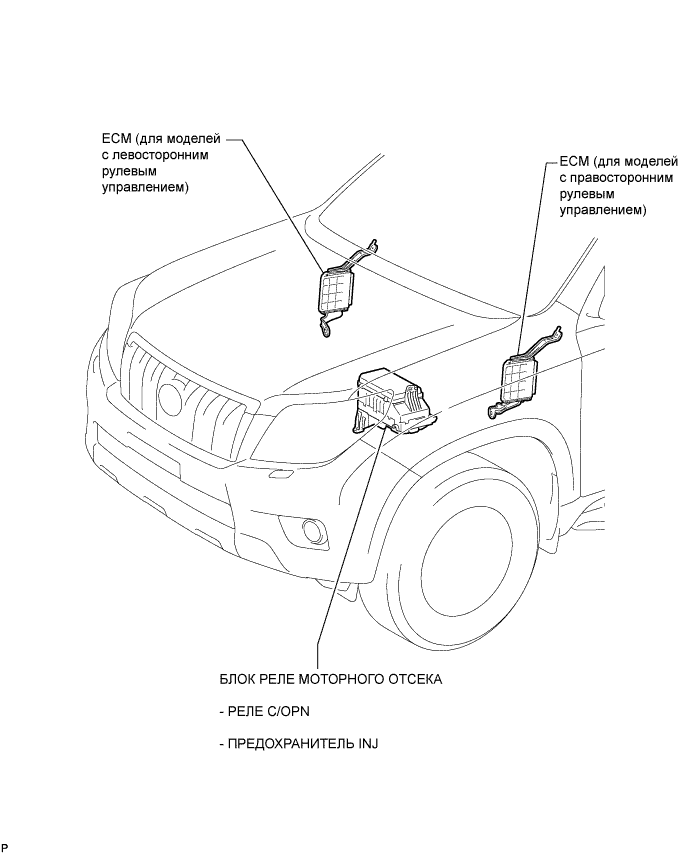 ECM (для моделей
с левосторонним
рулевым
управлением)
ECM (для моделей
с правосторонним
рулевым
управлением)
БЛОК РЕЛЕ МОТОРНОГО ОТСЕКА
- РЕЛЕ C/OPN
- ПРЕДОХРАНИТЕЛЬ INJ
P